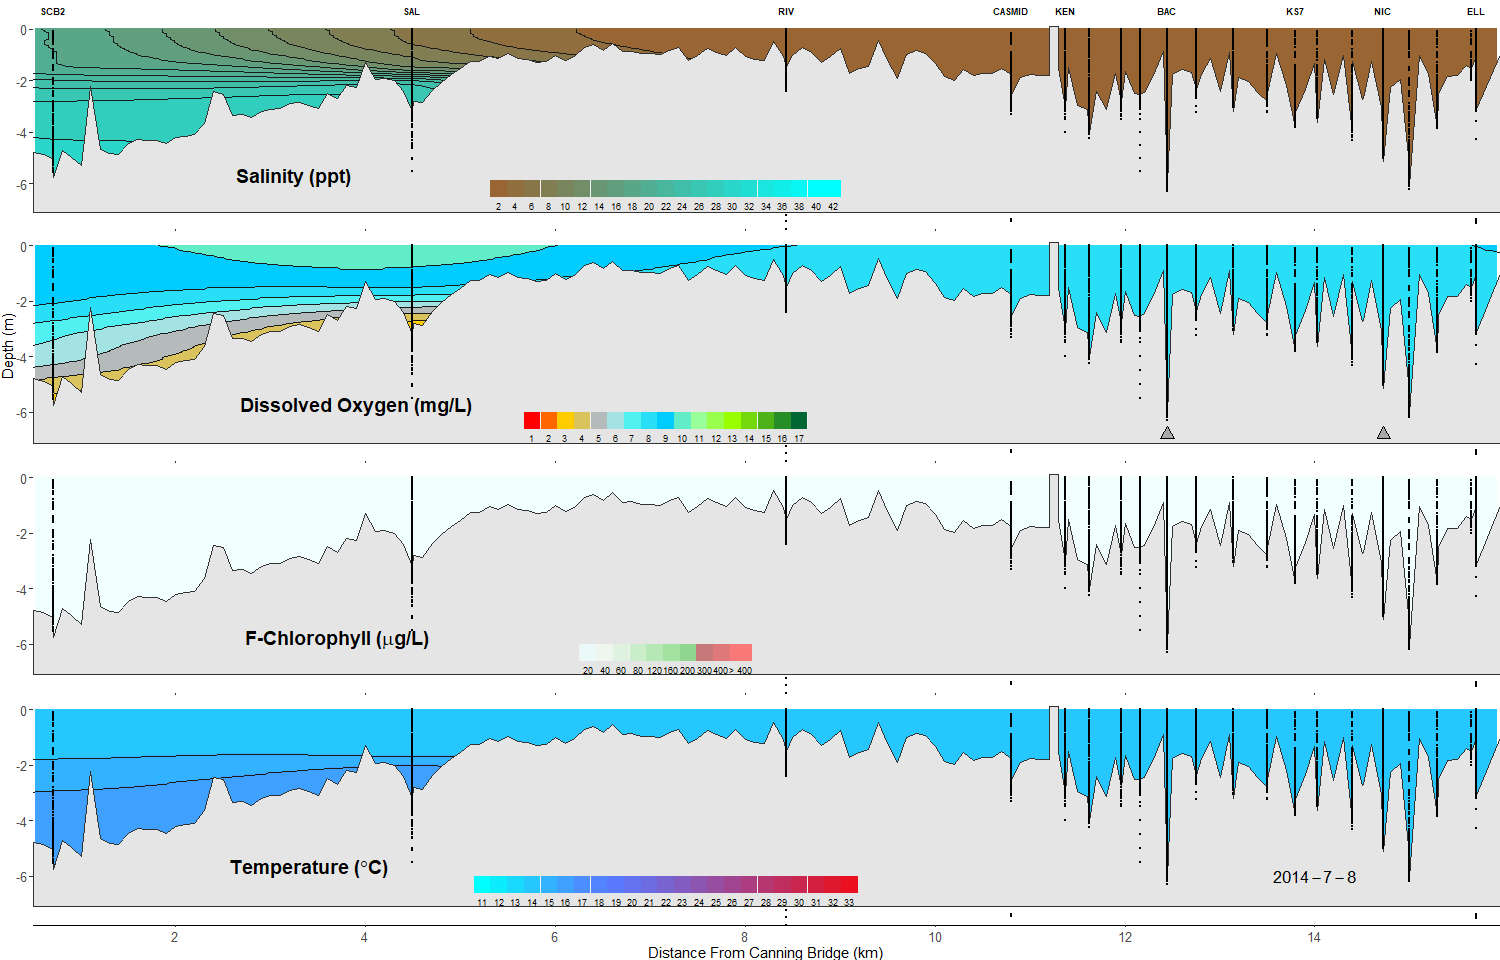 SCB2 SAL RIV CASMID KEN BAC KS7 NIC ELL
0
-2
-4
-6
Salinity (ppt)
2 4 6 8 10 12 14 16 18 20 22 24 26 28 30 32 34 36 38 40 42
0
-2
-4
-6
Depth (m)
Dissolved Oxygen (mg/L)
1 2 3 4 5 6 7 8 9 10 11 12 13 14 15 16 17
0
-2
-4
-6
F-Chlorophyll (μg/L)
20 40 60 80 120 160 200 300 400 > 400
0
-2
-4
-6
Temperature (°C)
2014 – 7 – 8
11 12 13 14 15 16 17 18 19 20 21 22 23 24 25 26 27 28 29 30 31 32 33
2 4 6 8 10 12 14
Distance From Canning Bridge (km)